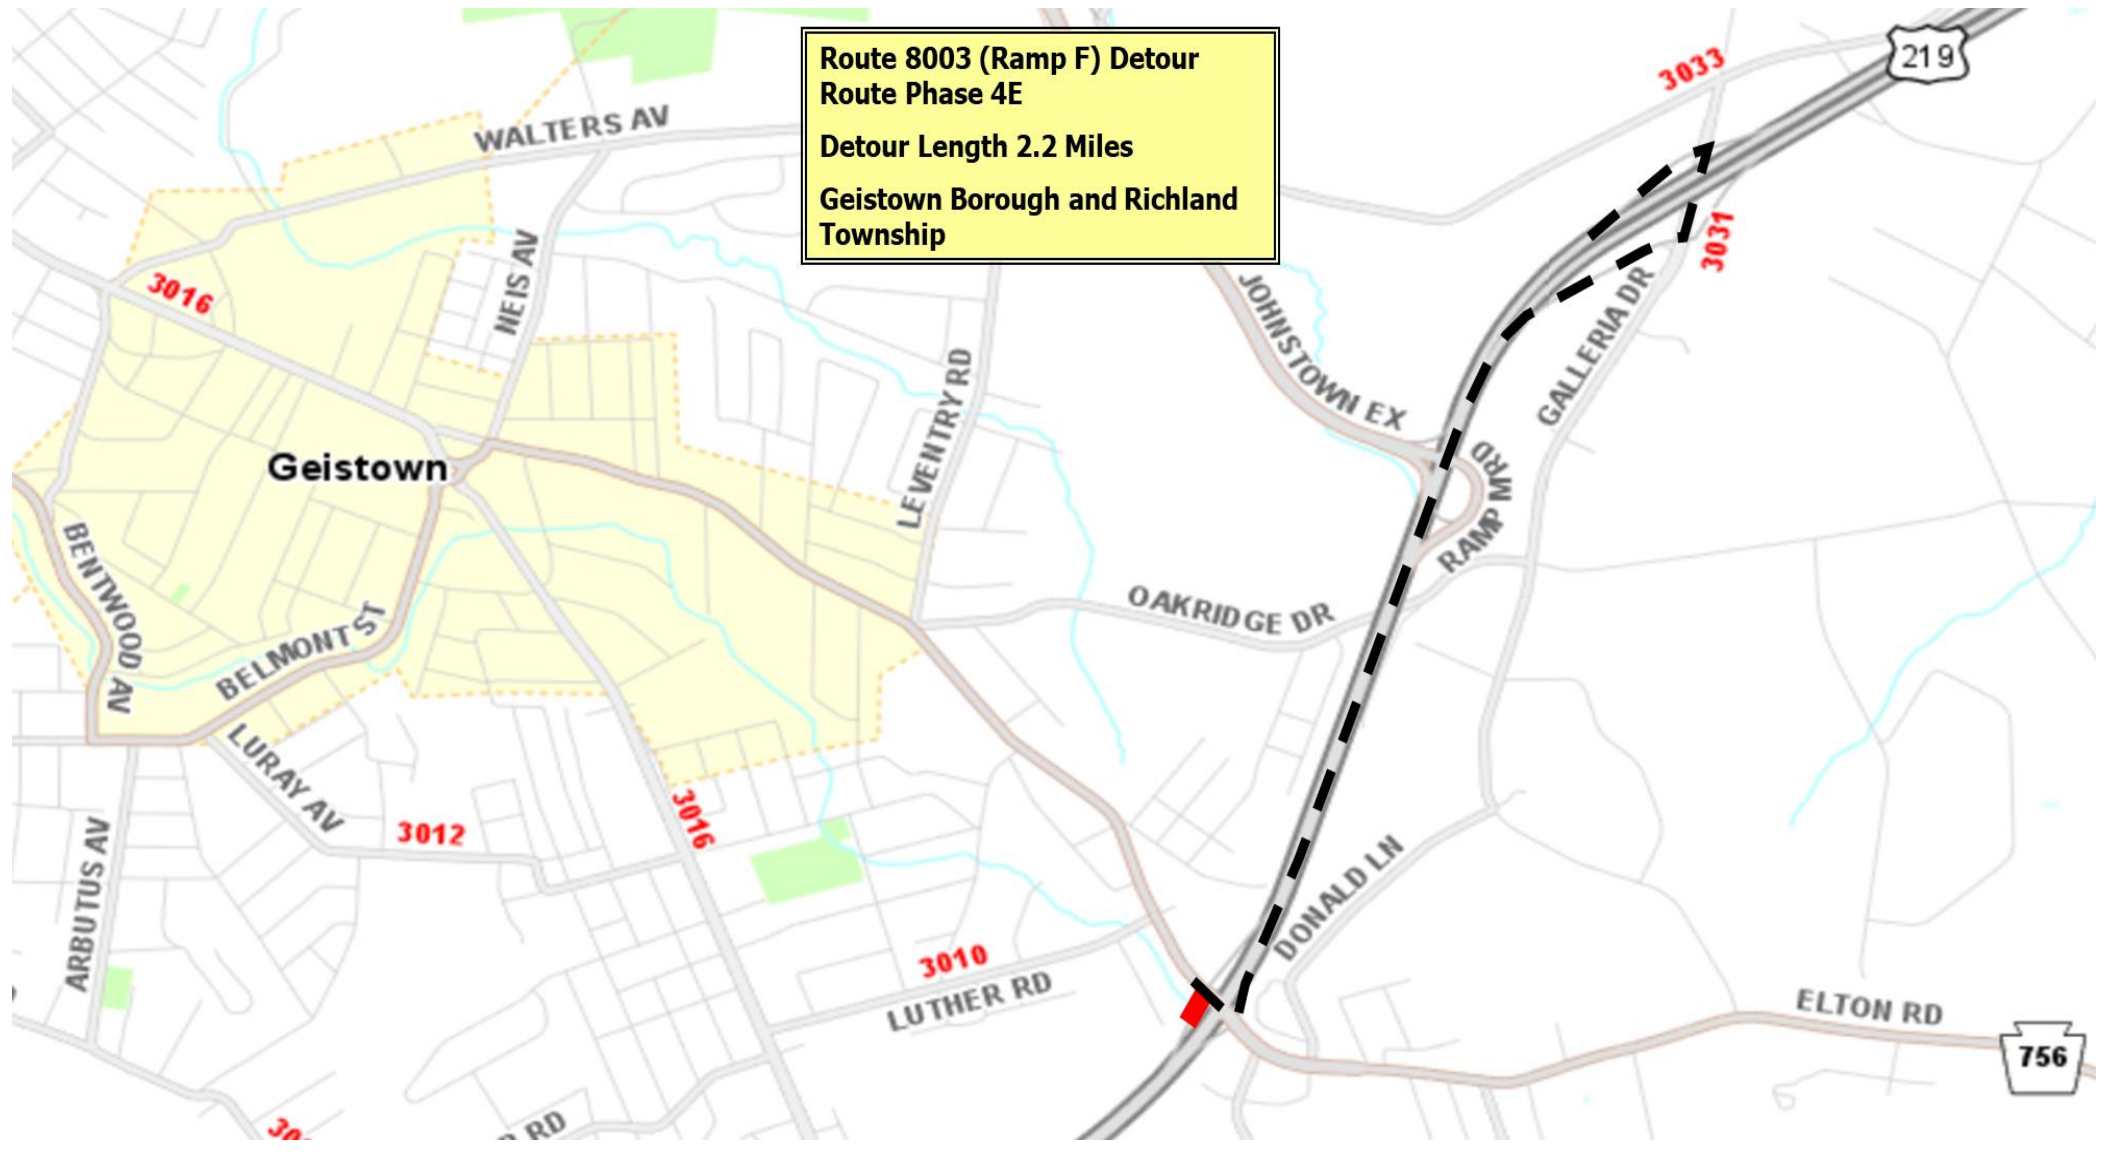 Route 8003 (Ramp F) Detour
Route Phase 4E
Detour Length 2.2 Miles
Geistown Borough and Richland
Township
219
3033
WALTERS AV
3031
3016
NEIS AV
JOHNSTOWN EX
GALLERIA DR
LEVENTRY RD
Geistown
RAMP MRD
BENTWOOD AV
OAKRIDGE DR
BELMONT ST
LURAY AV
3016
3012
ARBUTUS AV
DONALD LN
3010
LUTHER RD
ELTON RD
756
RD